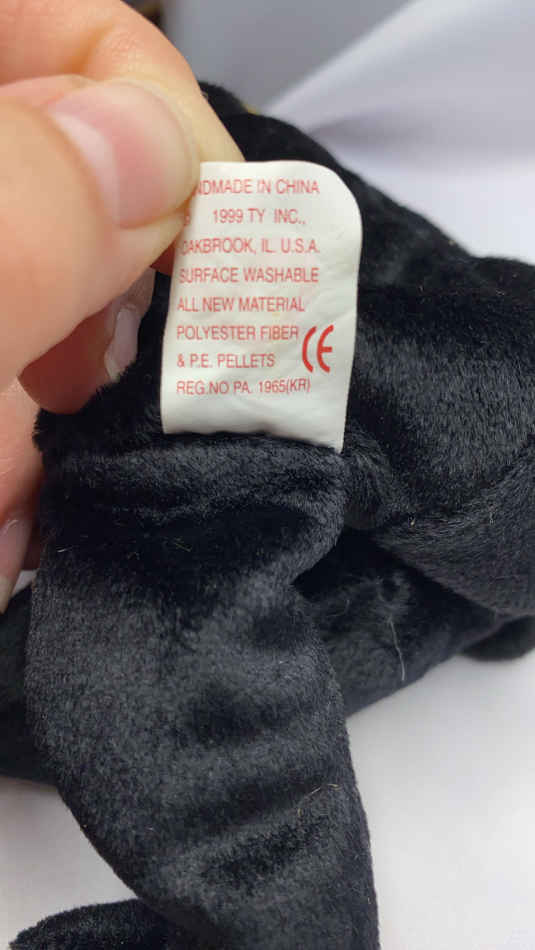 NDMADE IN CHINA
1999 TY INC.,
OAKBROOK, IL. U.S.A.
SURFACE WASHABLE
ALL NEW MATERIAL
POLYESTER FIBER
& P.E. PELLETS
CE
REG.NO PA. 1965(KR)